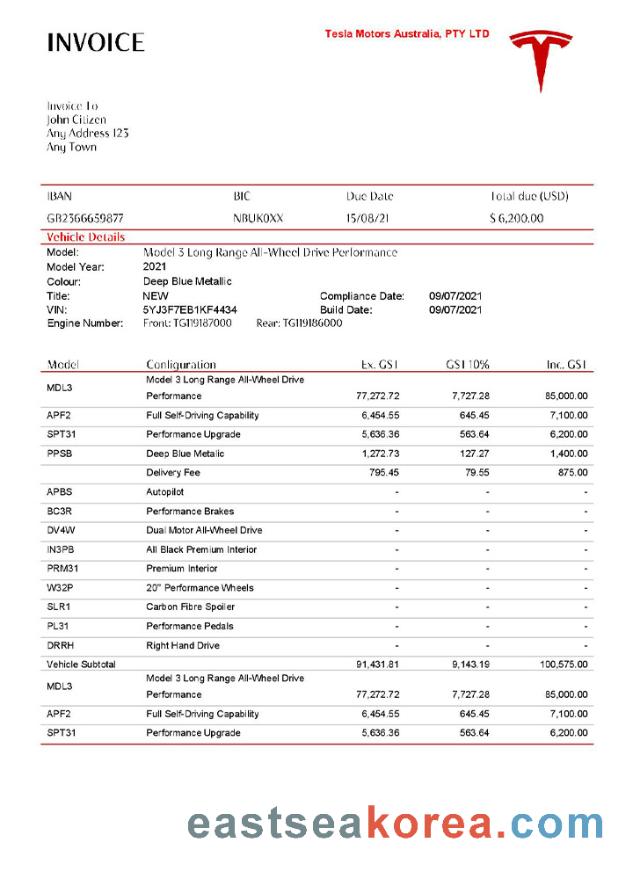 INVOICE
Tesla Motors Australia, PTY LTD
Invoice To
John Citizen
Any Address 123
Any Town
IBAN BIC Due Date Total due (USD)
GB2366659877 NBUK0XX 15/08/21 $ 6,200.00
Vehicle Details
Model: Model 3 Long Range All-Wheel Drive Performance
Model Year: 2021
Colour: Deep Blue Metallic
Title: NEW Compliance Date: 09/07/2021
VIN: 5YJ3F7EB1KF4434 Build Date: 09/07/2021
Engine Number: Front: TG119187000 Rear: TG119186000
Model Configuration Ex. GST GST 10% Inc. GST
MDL3 Model 3 Long Range All-Wheel Drive
Performance 77,272.72 7,727.28 85,000.00
APF2 Full Self-Driving Capability 6,454.55 645.45 7,100.00
SPT31 Performance Upgrade 5,636.36 563.64 6,200.00
PPSB Deep Blue Metalic 1,272.73 127.27 1,400.00
Delivery Fee 795.45 79.55 875.00
APBS Autopilot - - -
BC3R Performance Brakes - - -
DV4W Dual Motor All-Wheel Drive - - -
IN3PB All Black Premium Interior - - -
PRM31 Premium Interior - - -
W32P 20" Performance Wheels - - -
SLR1 Carbon Fibre Spoiler - - -
PL31 Performance Pedals - - -
DRRH Right Hand Drive - - -
Vehicle Subtotal 91,431.81 9,143.19 100,575.00
MDL3 Model 3 Long Range All-Wheel Drive
Performance 77,272.72 7,727.28 85,000.00
APF2 Full Self-Driving Capability 6,454.55 645.45 7,100.00
SPT31 Performance Upgrade 5,636.36 563.64 6,200.00
eastseakorea.com